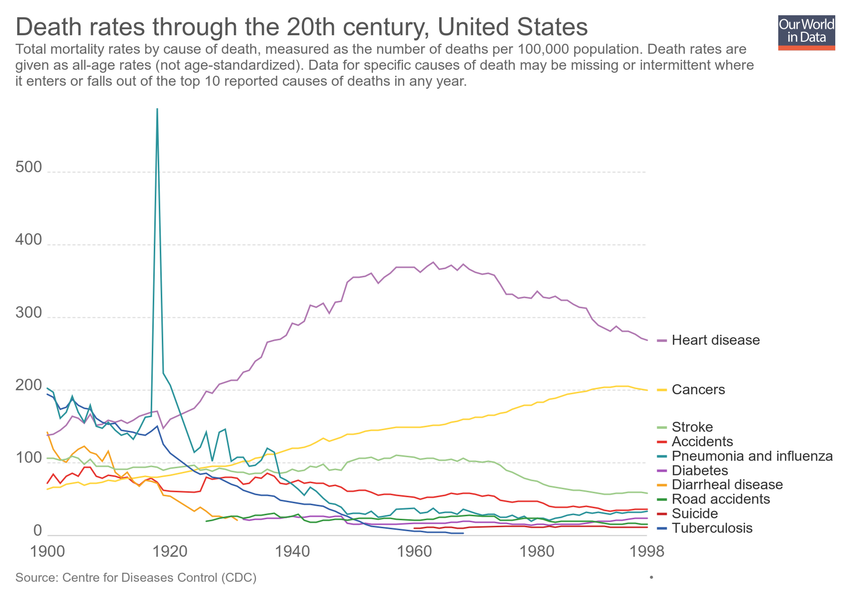 Death rates through the 20th century, United States
Our World
in Data
Total mortality rates by cause of death, measured as the number of deaths per 100,000 population. Death rates are
given as all-age rates (not age-standardized). Data for specific causes of death may be missing or intermittent where
it enters or falls out of the top 10 reported causes of deaths in any year.
500
400
300
200
100
0
1900
1920
1940
1960
1980
1998
Heart disease
Cancers
Stroke
Accidents
Pneumonia and influenza
Diabetes
Diarrheal disease
Road accidents
Suicide
Tuberculosis
Source: Centre for Diseases Control (CDC)
•